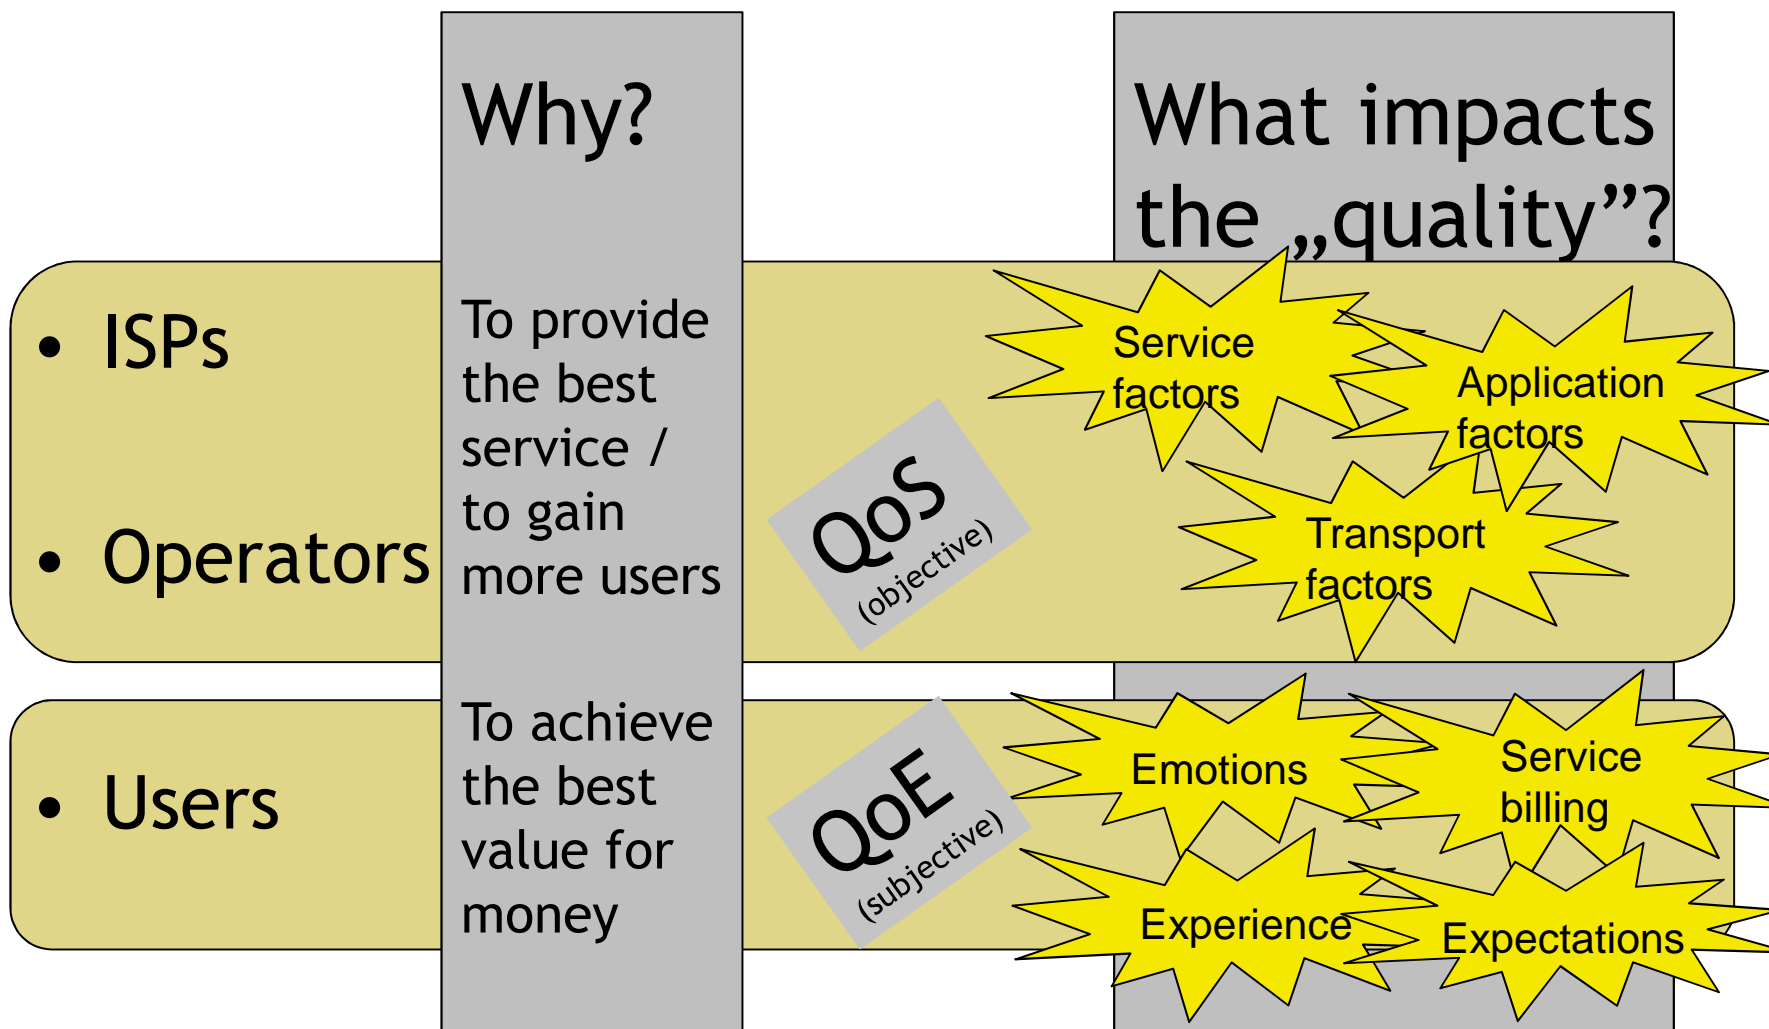 Why?
What impacts
the „quality”?
• ISPs
• Operators
To provide
the best
service /
to gain
more users
QoS
(objective)
Service
factors
Application
factors
Transport
factors
• Users
To achieve
the best
value for
money
QoE
(subjective)
Emotions
Service
billing
Experience
Expectations